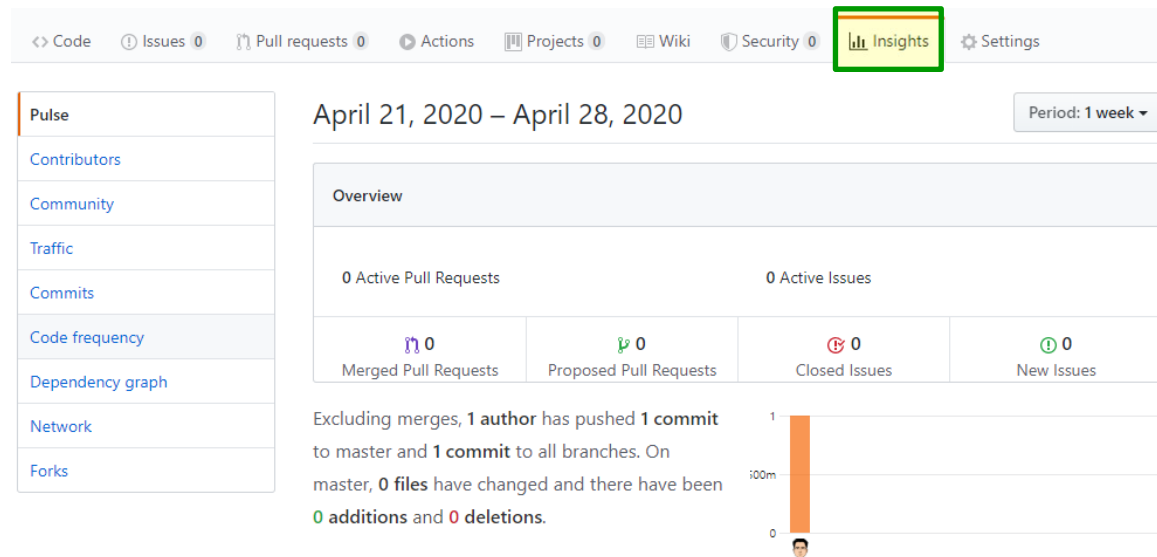 Code Issues 0 Pull requests 0 Actions Projects 0 Wiki Security 0 Insights Settings
Pulse
Contributors
Community
Traffic
Commits
Code frequency
Dependency graph
Network
Forks
April 21, 2020 – April 28, 2020
Period: 1 week
Overview
0 Active Pull Requests
0 Active Issues
0
Merged Pull Requests
0
Proposed Pull Requests
0
Closed Issues
0
New Issues
Excluding merges, 1 author has pushed 1 commit
to master and 1 commit to all branches. On
master, 0 files have changed and there have been
0 additions and 0 deletions.
1
500m
0